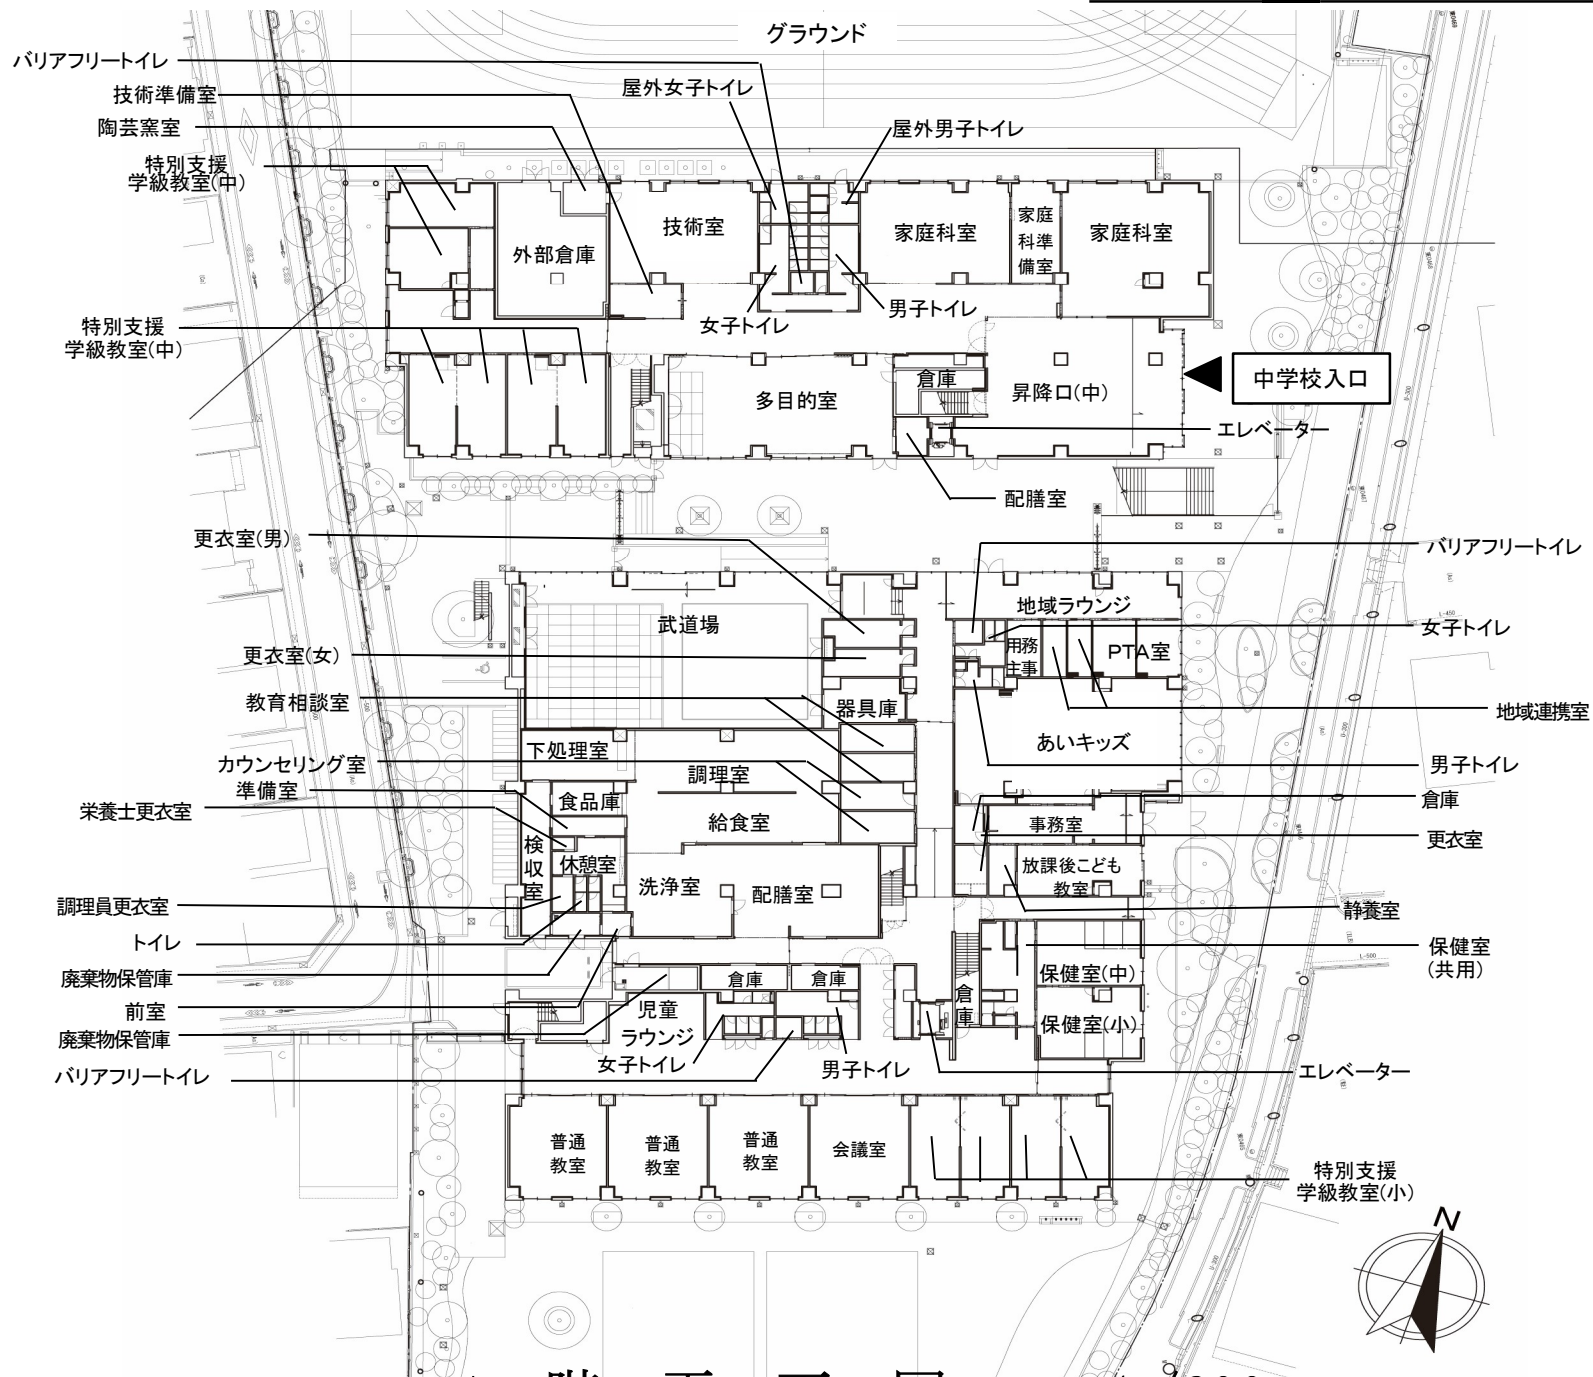 グラウンド
バリアフリートイレ
技術準備室
陶芸窯室
特別支援
学級教室(中)
屋外女子トイレ
屋外男子トイレ
技術室
外部倉庫
家庭科室
家庭
科準
備室
家庭科室
女子トイレ
男子トイレ
特別支援
学級教室(中)
多目的室
倉庫
昇降口(中)
中学校入口
エレベーター
配膳室
更衣室(男)
バリアフリートイレ
武道場
地域ラウンジ
女子トイレ
更衣室(女)
用務
主事
PTA室
教育相談室
器具庫
地域連携室
あいキッズ
下処理室
調理室
カウンセリング室
男子トイレ
準備室
食品庫
倉庫
栄養士更衣室
給食室
事務室
更衣室
検
収
室
休憩室
洗浄室
配膳室
放課後こども
教室
調理員更衣室
静養室
トイレ
保健室
(共用)
廃棄物保管庫
倉庫
倉庫
倉
庫
保健室(中)
前室
児童
ラウンジ
保健室(小)
廃棄物保管庫
女子トイレ
男子トイレ
バリアフリートイレ
エレベーター
普通
教室
普通
教室
普通
教室
会議室
特別支援
学級教室(小)
N